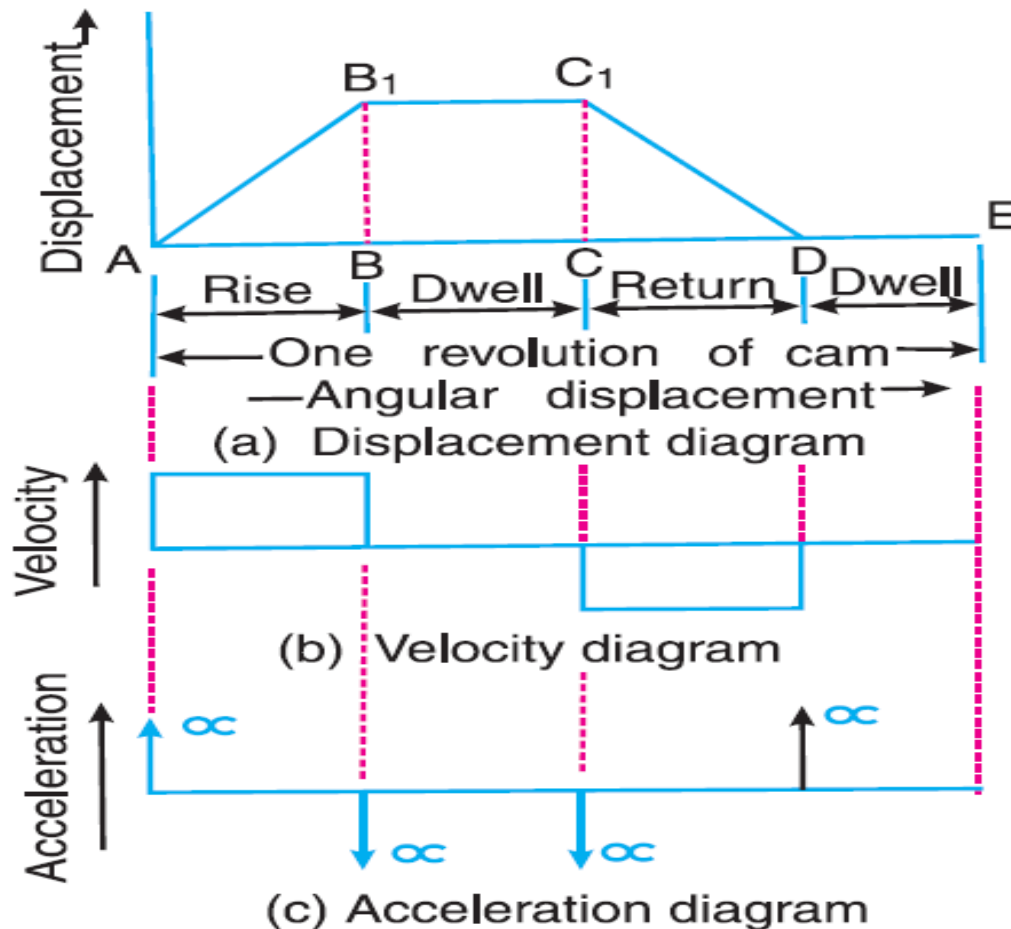 Displacement
B1 C1
A B C D E
Rise Dwell Return Dwell
One revolution of cam
Angular displacement
(a) Displacement diagram
Velocity
(b) Velocity diagram
Acceleration
∝ ∝
∝ ∝
(c) Acceleration diagram